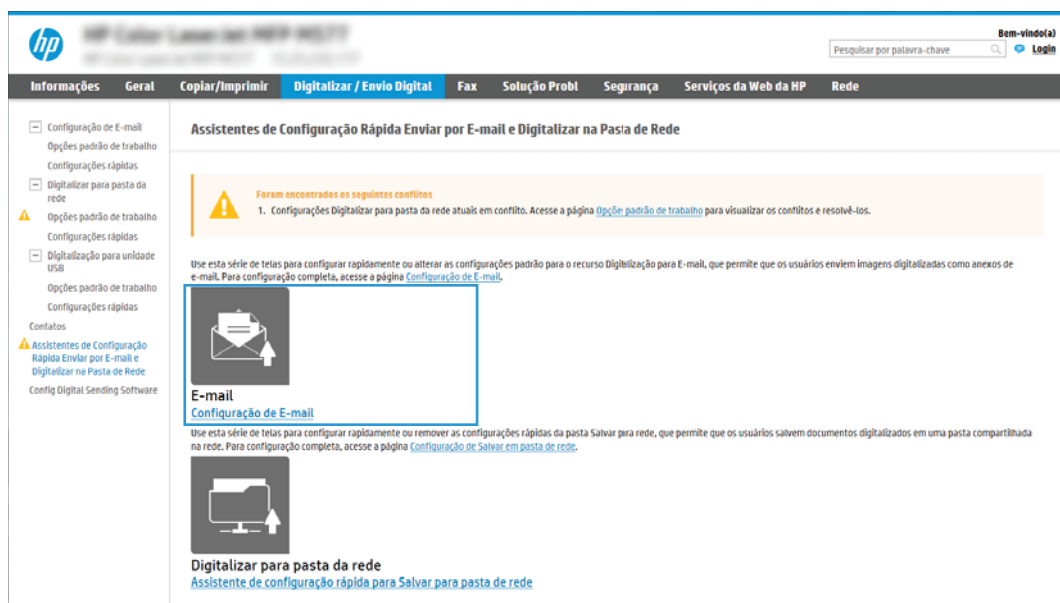 hp
Bem-vindo(a)
Pesquisar por palavra-chave
Login
Informações Geral Copiar/Imprimir Digitalizar / Envio Digital Fax Solução Probl Segurança Serviços da Web da HP Rede
Configuração de E-mail
Opções padrão de trabalho
Configurações rápidas
Digitalizar para pasta da
rede
Opções padrão de trabalho
Configurações rápidas
Digitalização para unidade
USB
Opções padrão de trabalho
Configurações rápidas
Contatos
Assistentes de Configuração
Rápida Enviar por E-mail e
Digitalizar na Pasta de Rede
Config Digital Sending Software
Assistentes de Configuração Rápida Enviar por E-mail e Digitalizar na Pasta de Rede
Foram encontrados os seguintes conflitos
1. Configurações Digitalizar para pasta da rede atuais em conflito. Acesse a página Opçõe padrão de trabalho para visualizar os conflitos e resolvê-los.
Use esta série de telas para configurar rapidamente ou alterar as configurações padrão para o recurso Digiblização para E-mail, que permite que os usuários enviem imagens digitalizadas como anexos de
e-mail. Para configuração completa, acesse a página Configuração de E-mail.
E-mail
Configuração de E-mail
Use esta série de telas para configurar rapidamente ou remover as configurações rápidas da pasta Salvar pıra rede, que permite que os usuários salvem documentos digitalizados em uma pasta compartilhada
na rede. Para configuração completa, acesse a página Configuração de Salvar em pasta de rede.
Digitalizar para pasta da rede
Assistente de configuração rápida para Salvar para pasta de rede